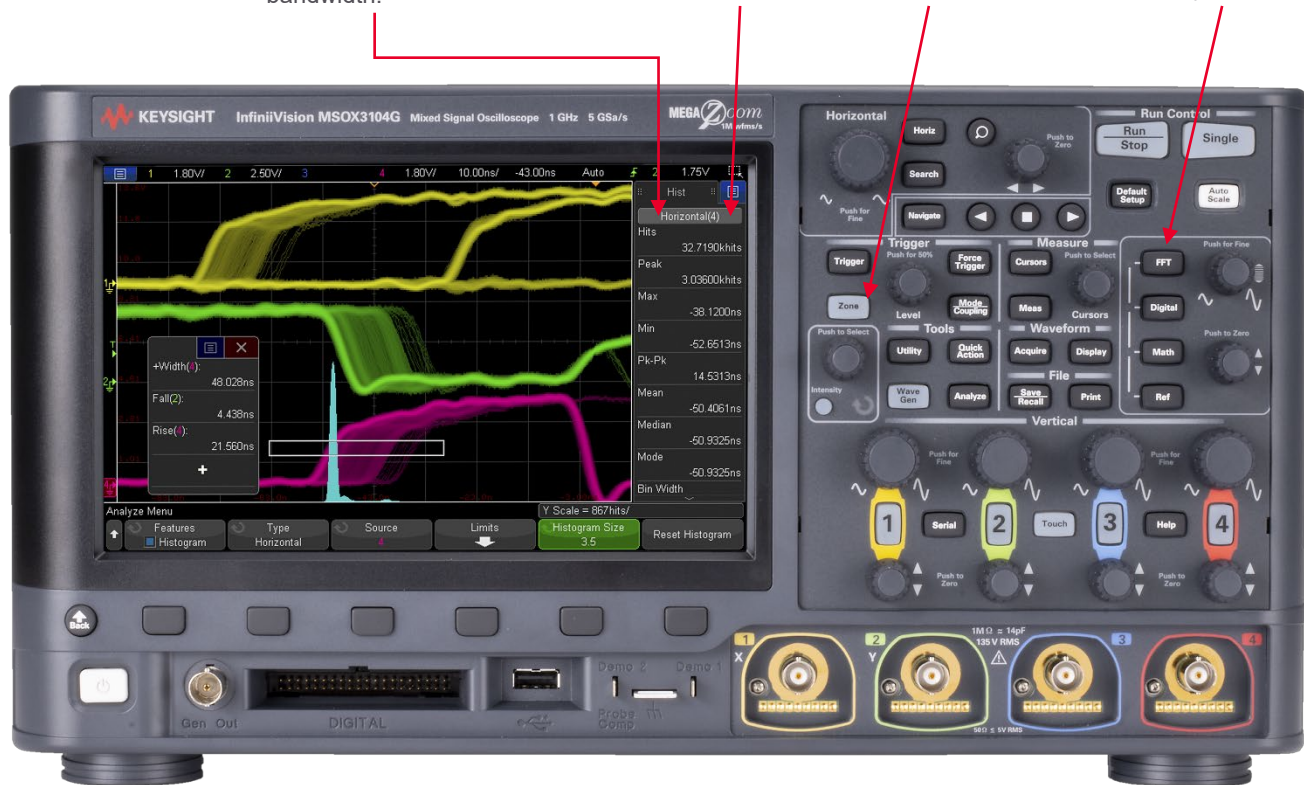 bandwidth.
KEYSIGHT InfiniiVision MSOX3104G Mixed Signal Oscilloscope 1 GHz 5 GSa/s
MEGA Zoom
1M wfms/s
1 1.80V/ 2 2.50V/ 3 4 1.80V/ 10.00ns/ -43.00ns Auto 2 1.75V
Hist
Horizontal(4)
Hits
32.7190khits
Peak
3.03600khits
Max
-38.1200ns
Min
-52.6513ns
Pk-Pk
14.5313ns
Mean
-50.4061ns
Median
-50.9325ns
Mode
-50.9325ns
Bin Width
+Width(4):
48.028ns
Fall(2):
4.438ns
Rise(4):
21.560ns
+
Analyze Menu
Y Scale = 867hits/
Features
Histogram
Type
Horizontal
Source
4
Limits
Histogram Size
3.5
Reset Histogram
Back
Gen Out
DIGITAL
Demo 2
Demo 1
Probe
Comp
Horizontal
Horiz
Push to
Zero
Search
Push for
Fine
Navigate
Run Control
Run
Stop
Single
Default
Setup
Auto
Scale
Trigger
Trigger
Push for 50%
Force
Trigger
Zone
Level
Mode
Coupling
Measure
Cursors
Push to Select
Meas
Cursors
FFT
Push for Fine
Digital
Push to Zero
Math
Ref
Push to Select
Intensity
Tools
Utility
Quick
Action
Wave
Gen
Analyze
Waveform
Acquire
Display
File
Save
Recall
Print
Vertical
Push for
Fine
Push for
Fine
1
Serial
2
Touch
3
Help
4
Push to
Zero
Push to
Zero
1
X
2
Y
1MΩ ≅ 14pF
135 V RMS
3
4
50Ω ≤ 5V RMS